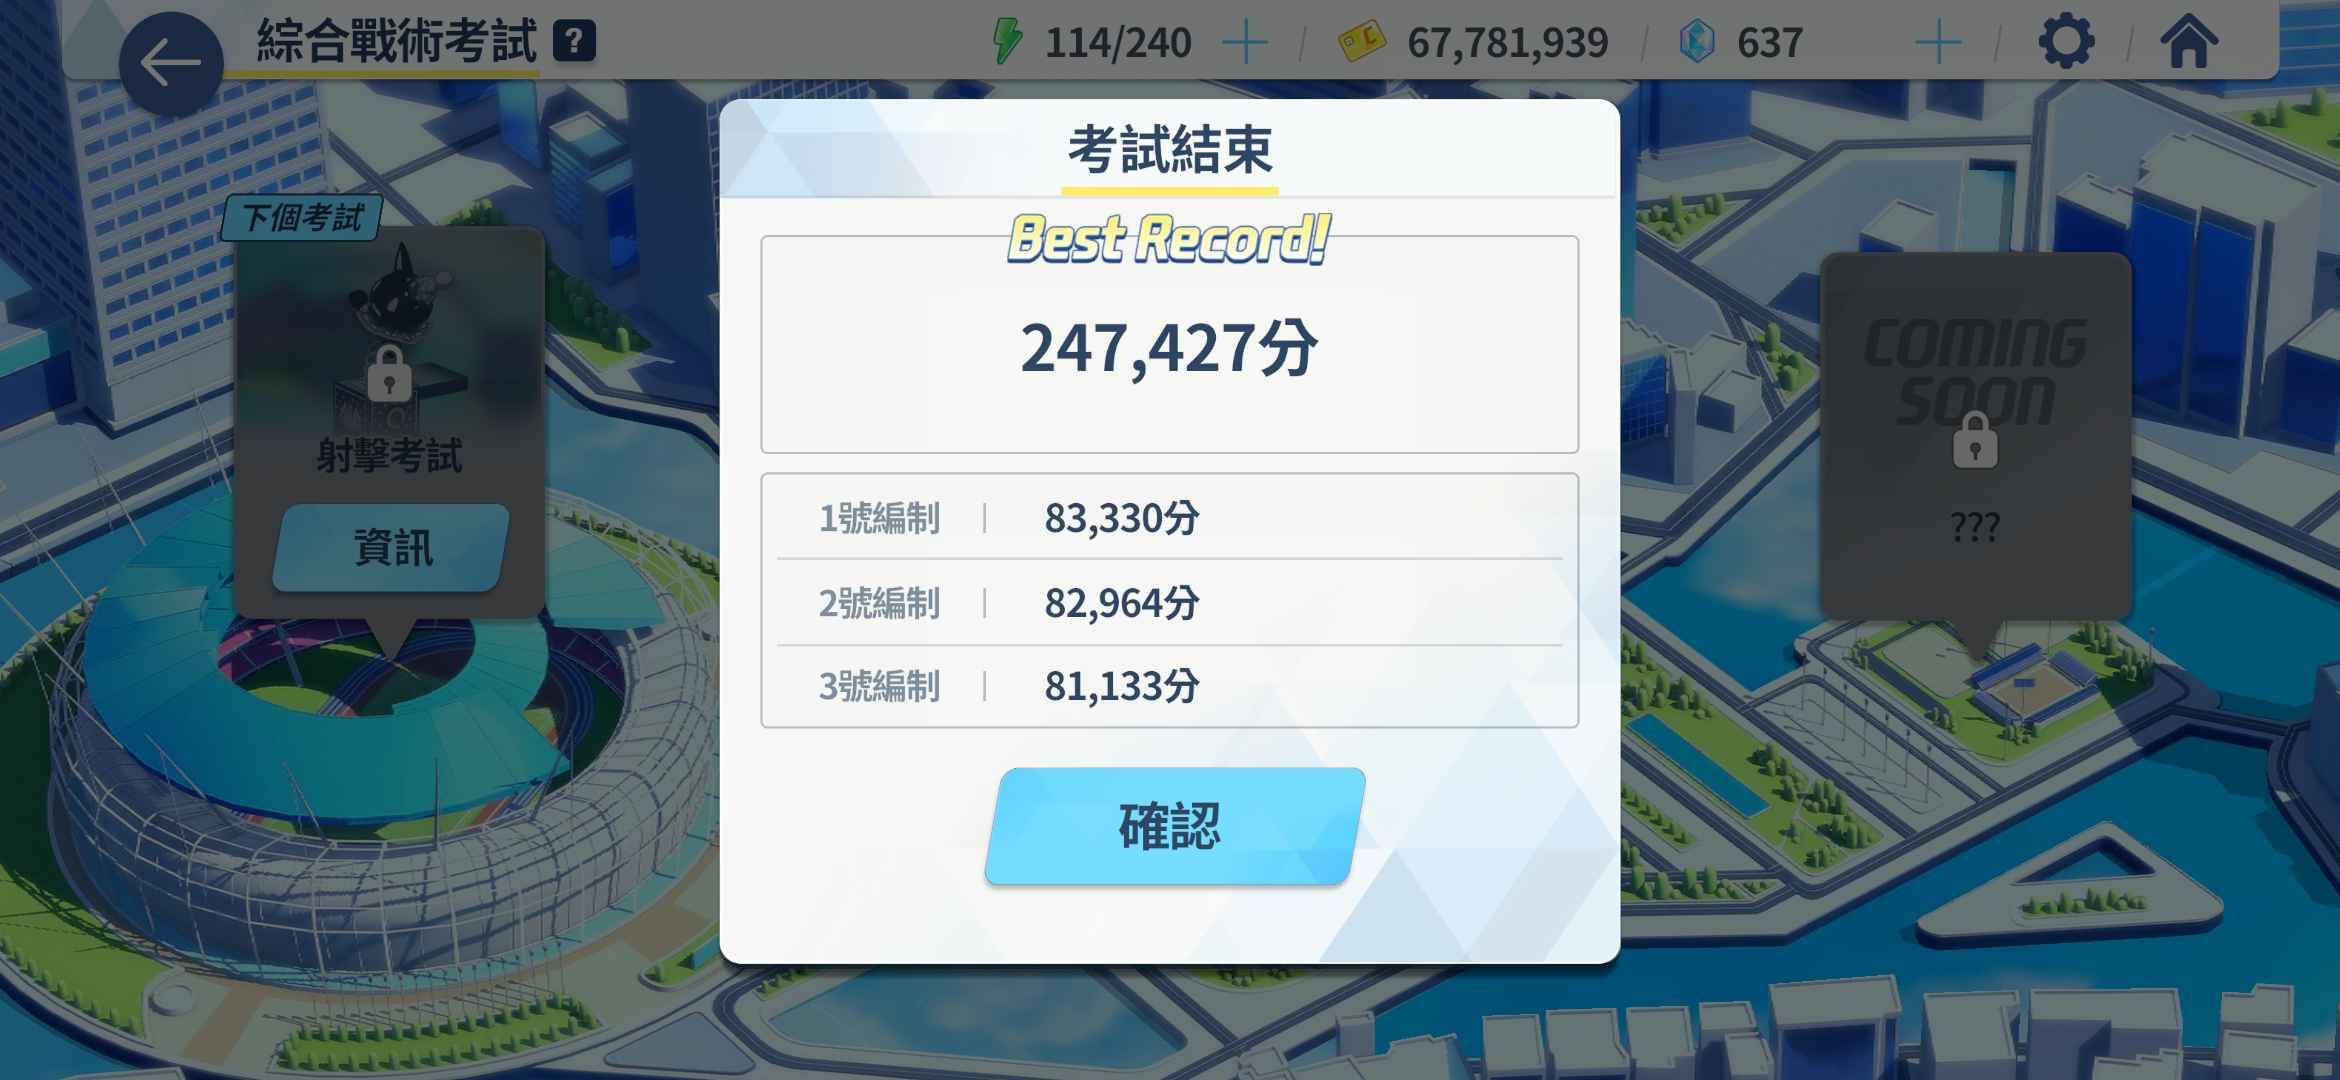 綜合戰術考試 ?
114/240
67,781,939
637
考試結束
下個考試
Best Record!
247,427分
COMING
SOON
射擊考試
1號編制 83,330分
???
資訊
2號編制 82,964分
3號編制 81,133分
確認